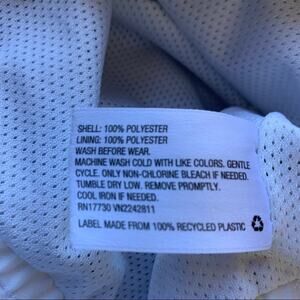 SHELL: 100% POLYESTER
LINING: 100% POLYESTER
WASH BEFORE WEAR.
MACHINE WASH COLD WITH LIKE COLORS. GENTLE
CYCLE. ONLY NON-CHLORINE BLEACH IF NEEDED.
TUMBLE DRY LOW. REMOVE PROMPTLY.
COOL IRON IF NEEDED.
RN17730 VN2242811
LABEL MADE FROM 100% RECYCLED PLASTIC